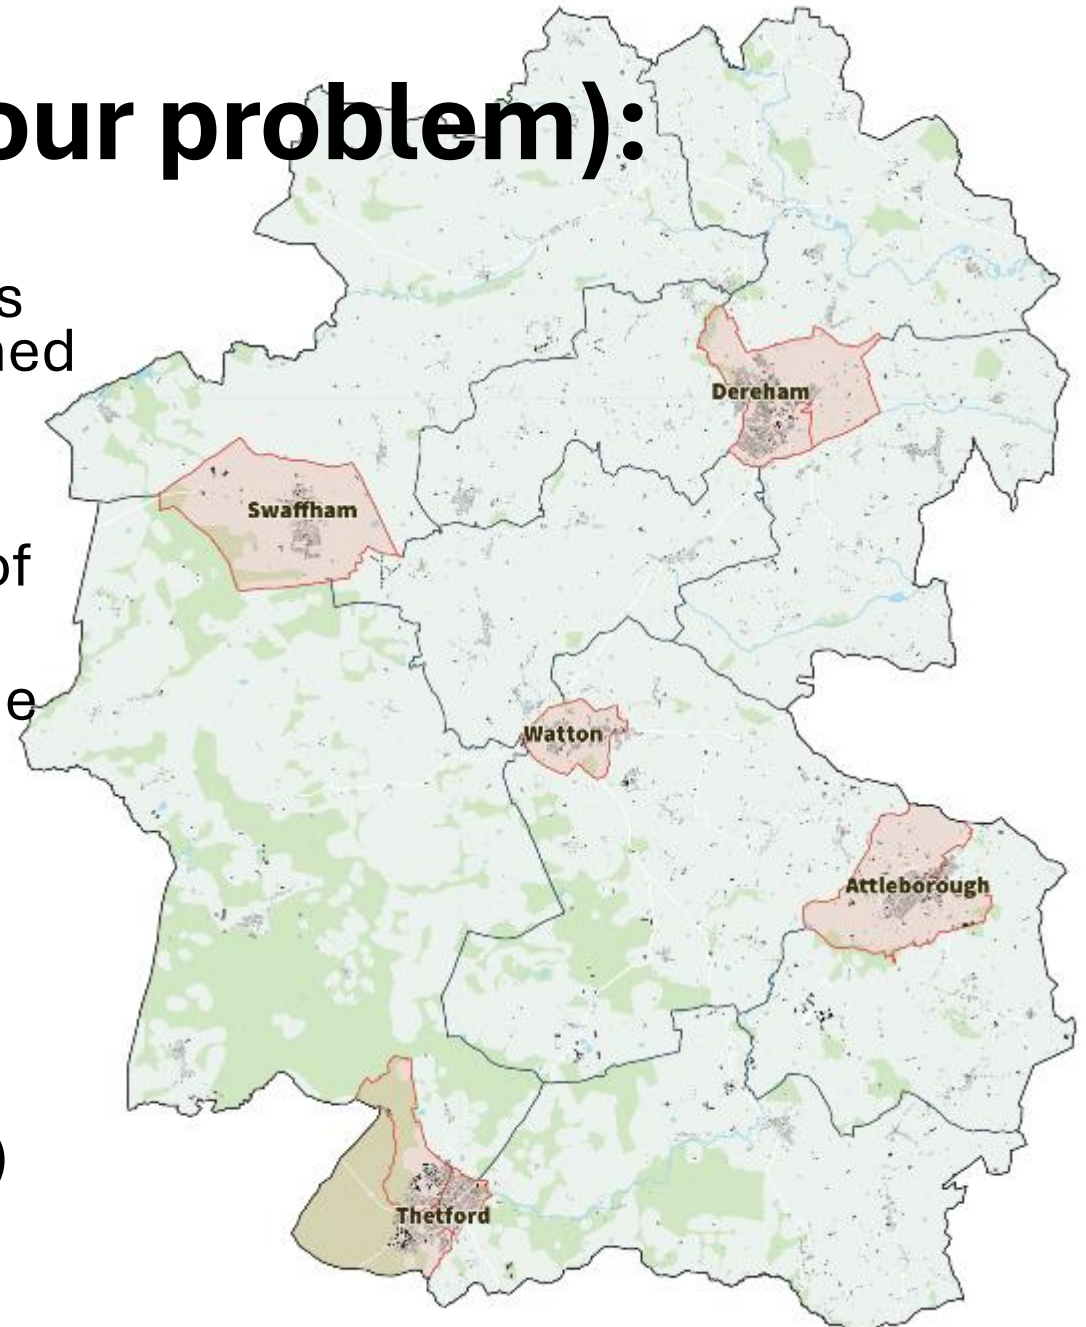 our problem):
s
ned
of
e
)
Dereham
Swaffham
Watton
Attleborough
Thetford